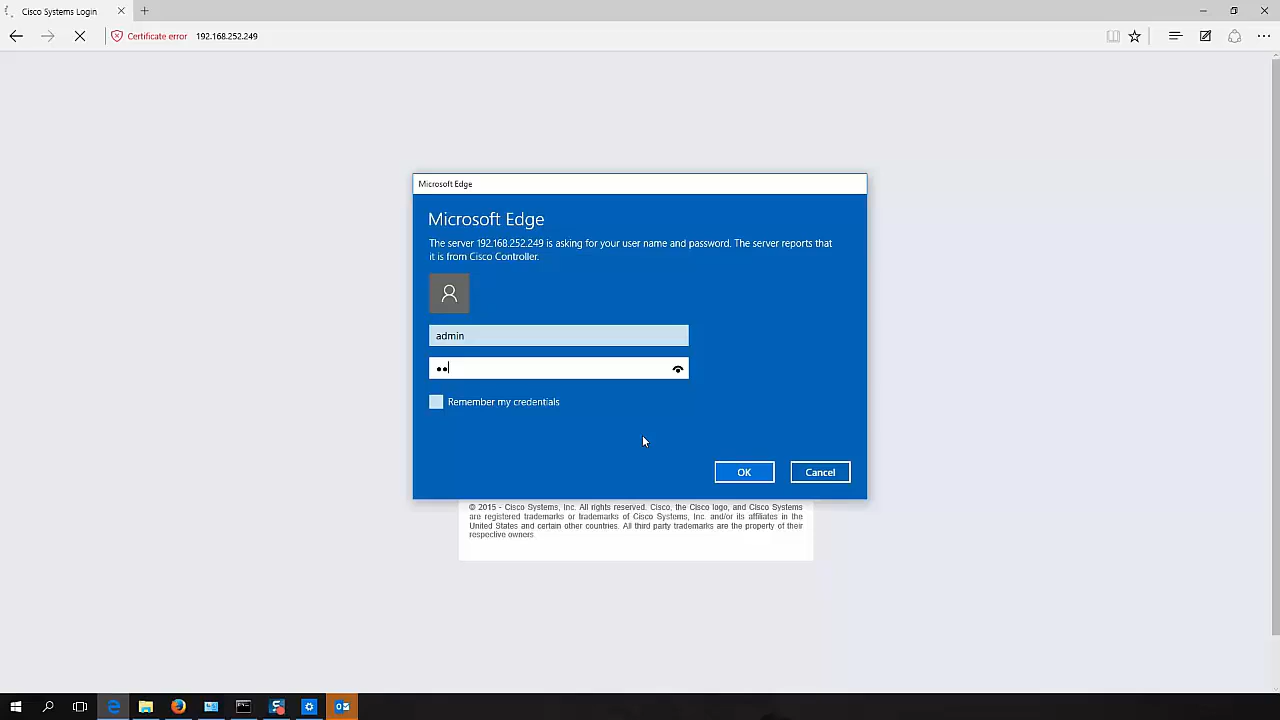 Cisco Systems Login
Certificate error 192.168.252.249
Microsoft Edge
Microsoft Edge
The server 192.168.252.249 is asking for your user name and password. The server reports that
it is from Cisco Controller.
admin
••
Remember my credentials
OK Cancel
© 2015 - Cisco Systems, Inc. All rights reserved. Cisco, the Cisco logo, and Cisco Systems
are registered trademarks or trademarks of Cisco Systems, Inc. and/or its affiliates in the
United States and certain other countries. All third party trademarks are the property of their
respective owners